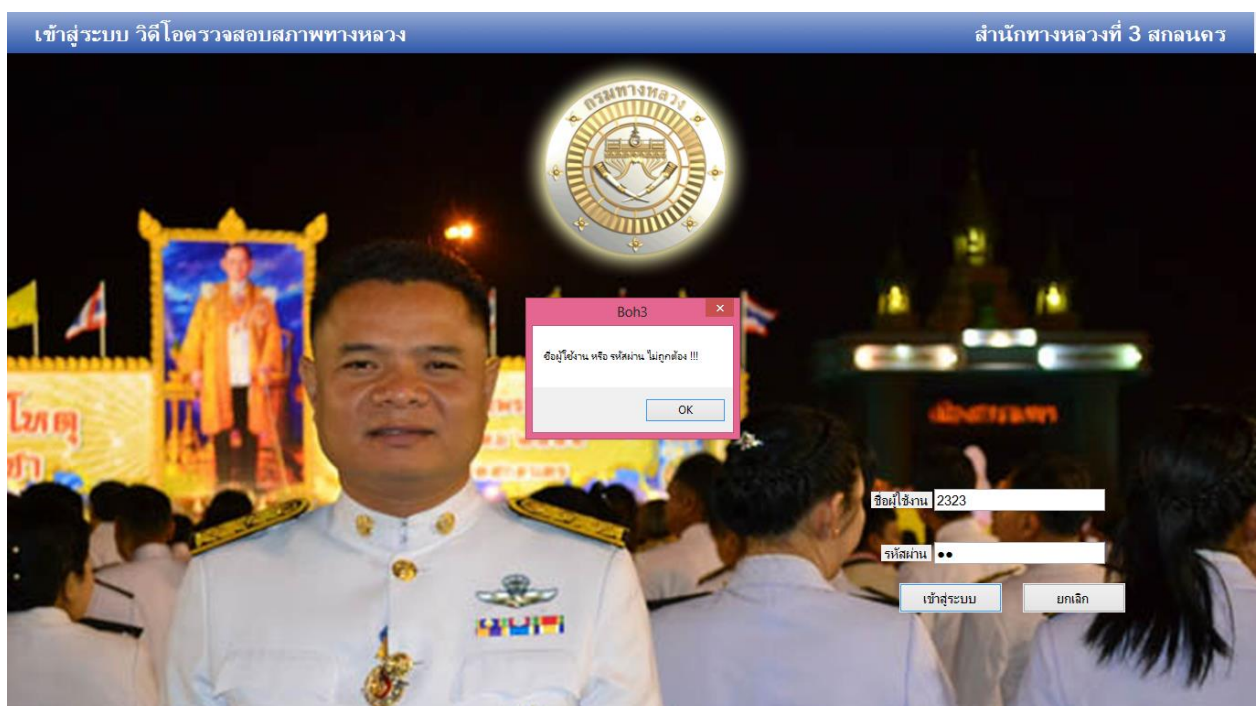 เข้าสู่ระบบ วิดีโอตรวจสอบสภาพทางหลวง
สำนักทางหลวงที่ 3 สกลนคร
กรมทางหลวง
Boh3
ชื่อผู้ใช้งาน หรือ รหัสผ่าน ไม่ถูกต้อง !!!
OK
ชื่อผู้ใช้งาน 2323
รหัสผ่าน ●●
เข้าสู่ระบบ ยกเลิก